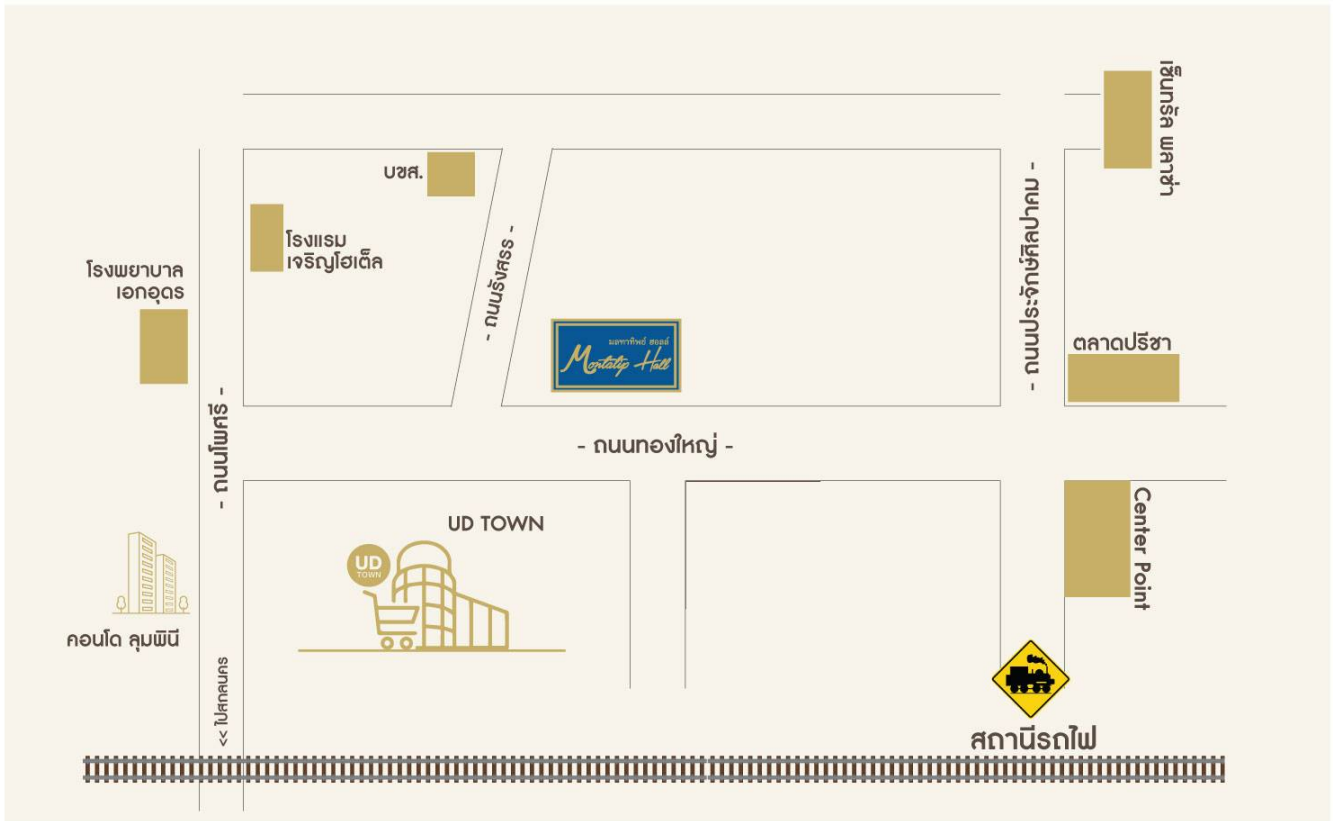 เซ็นทรัล พลาซ่า
บขส.
โรงแรม
เจริญโฮเต็ล
- ถนนรังสรร -
- ถนนประจักษ์ศิลปาคม -
โรงพยาบาล
เอกอุดร
มลฑาทิพย์ ฮอลล์
Montatip Hall
ตลาดปรีชา
- ถนนโพศรี -
- ถนนทองใหญ่ -
UD TOWN
UD
TOWN
Center Point
คอนโด ลุมพินี
<< ไปสกลนคร
สถานีรถไฟ